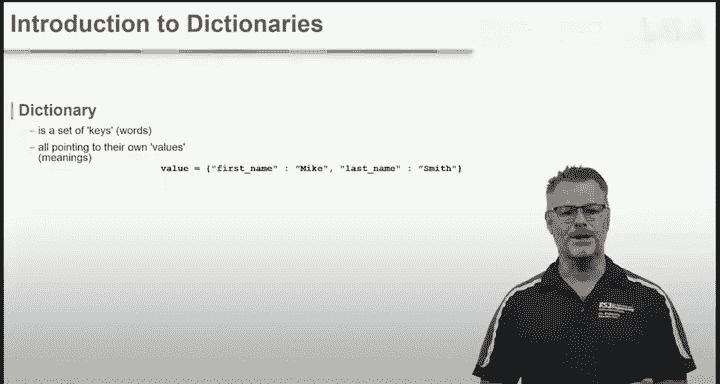 Introduction to Dictionaries
Dictionary
– is a set of 'keys' (words)
– all pointing to their own 'values'
(meanings)
value = {"first_name" : "Mike", "last_name" : "Smith"}